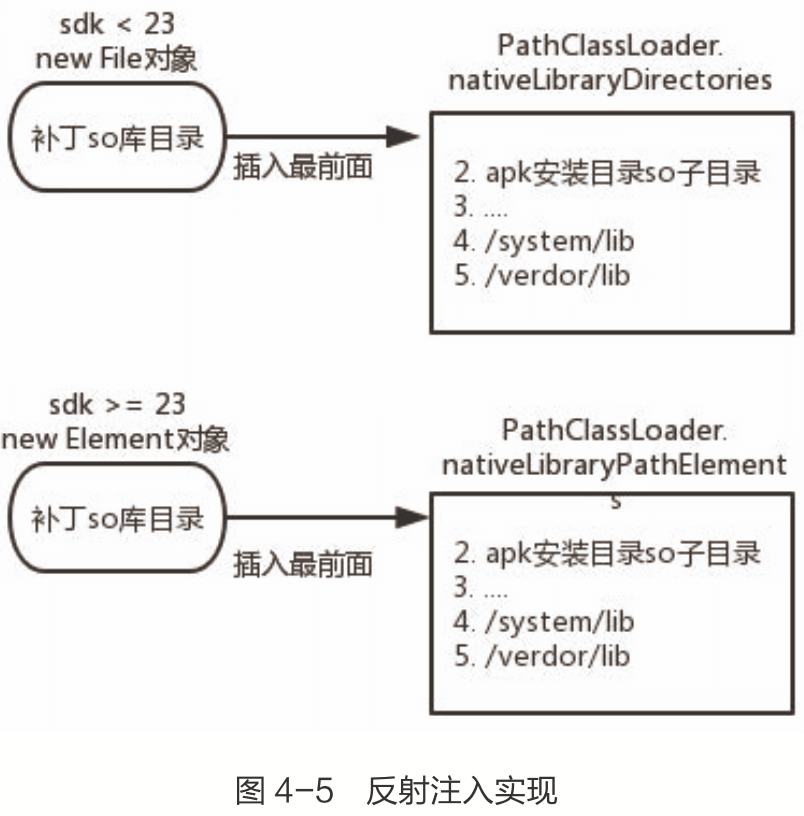 sdk < 23
new File对象
补丁so库目录
插入最前面
PathClassLoader.
nativeLibraryDirectories
2. apk安装目录so子目录
3. ....
4. /system/lib
5. /verdor/lib
sdk >= 23
new Element对象
补丁so库目录
插入最前面
PathClassLoader.
nativeLibraryPathElement
s
2. apk安装目录so子目录
3. ....
4. /system/lib
5. /verdor/lib
图 4-5 反射注入实现